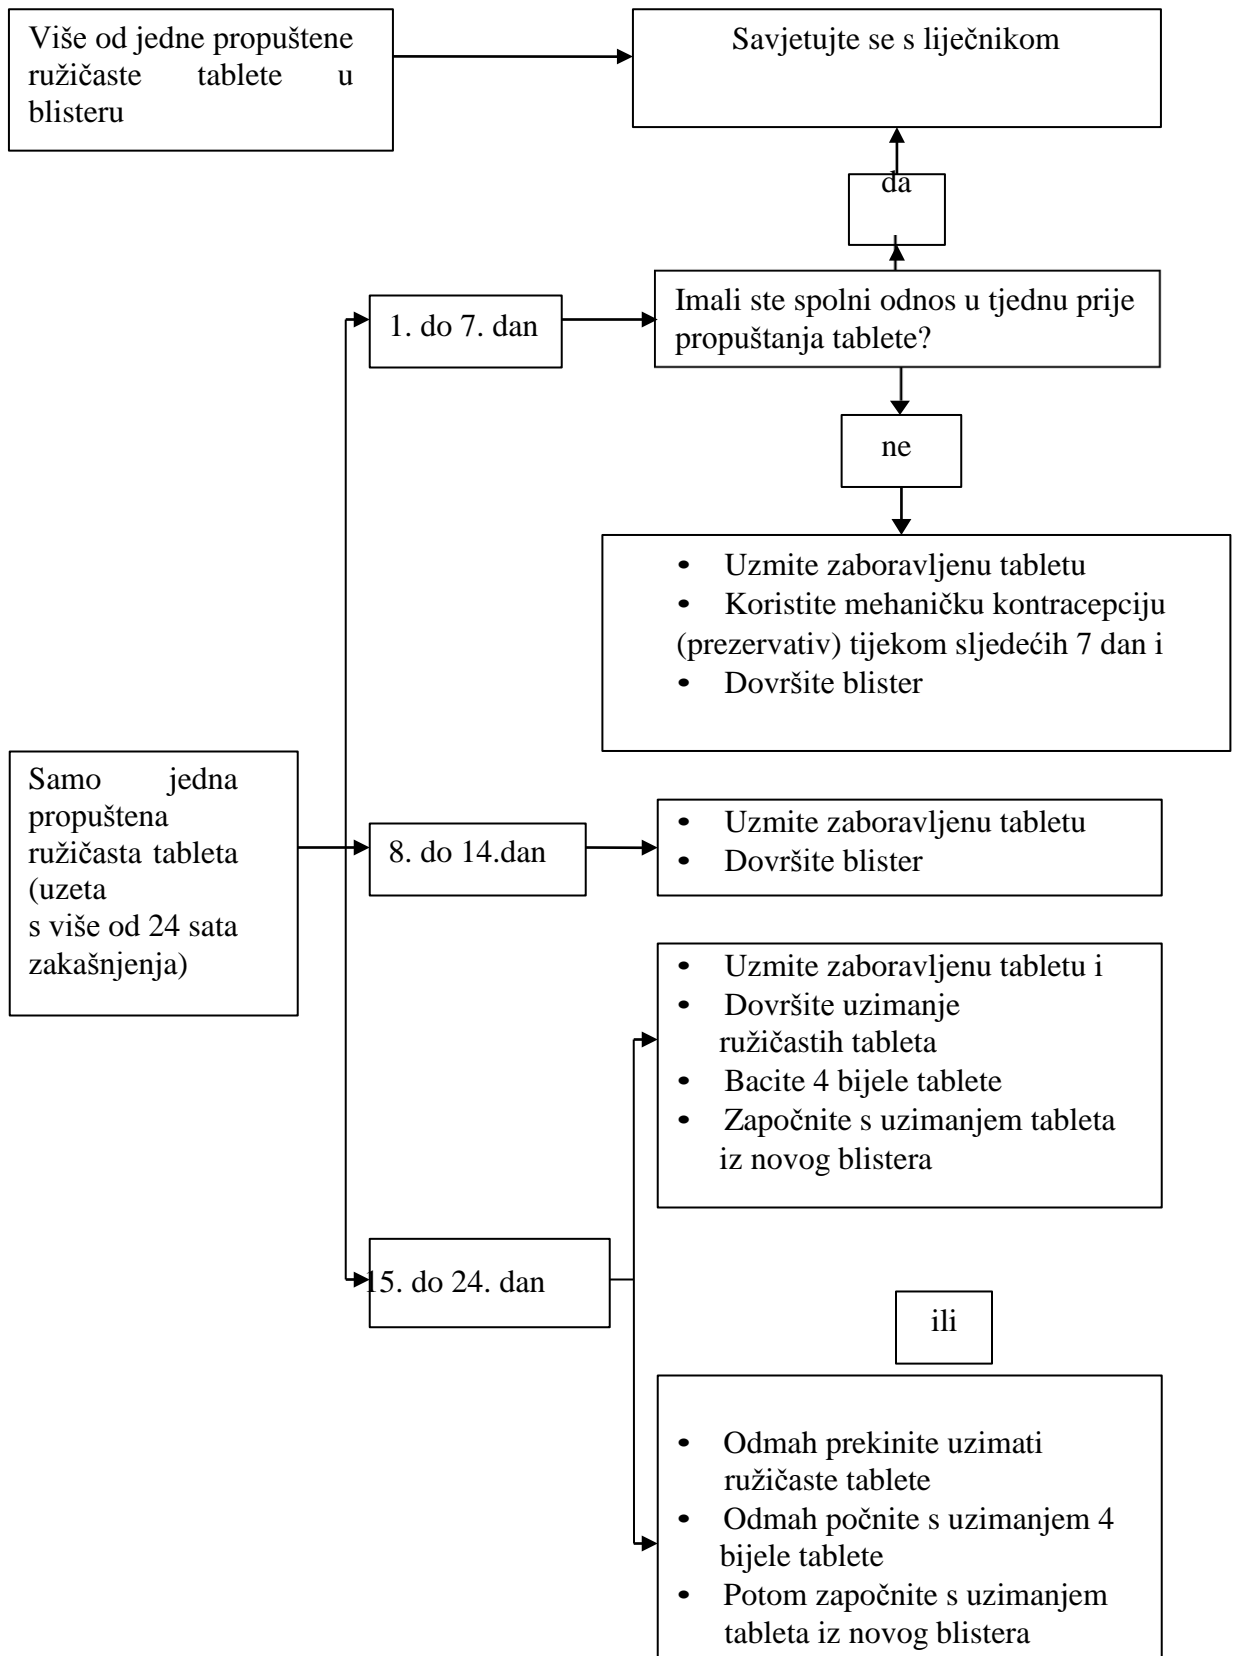 Više od jedne propuštene
ružičaste tablete u
blisteru
Savjetujte se s liječnikom
da
1. do 7. dan
Imali ste spolni odnos u tjednu prije
propuštanja tablete?
ne
• Uzmite zaboravljenu tabletu
• Koristite mehaničku kontracepciju
(prezervativ) tijekom sljedećih 7 dan i
• Dovršite blister
Samo jedna
propuštena
ružičasta tableta
(uzeta
s više od 24 sata
zakašnjenja)
8. do 14.dan
• Uzmite zaboravljenu tabletu
• Dovršite blister
• Uzmite zaboravljenu tabletu i
• Dovršite uzimanje
ružičastih tableta
• Bacite 4 bijele tablete
• Započnite s uzimanjem tableta
iz novog blistera
15. do 24. dan
ili
• Odmah prekinite uzimati
ružičaste tablete
• Odmah počnite s uzimanjem 4
bijele tablete
• Potom započnite s uzimanjem
tableta iz novog blistera